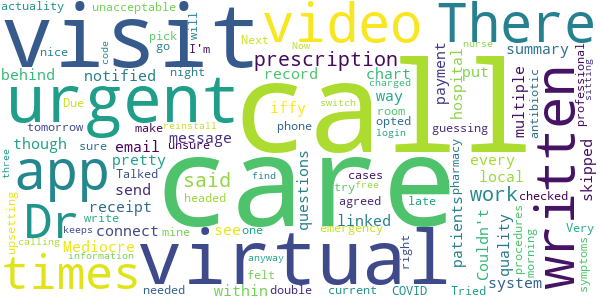 actuality
unacceptable
visit
video
There
code
nice
pick
go
will
I'm
Next
Now
nurse
behind
notified
night
prescription
summary
urgent
call
record
chart
put
payment
hospital
multiple
antibiotic
professional
sitting
Due
way
iffy
room
opted
login
charged
switch
reinstall
though
tomorrow
make
sure
unsure
message
phone
guessing
written
app
email
pretty
Talked
send
said
care
questions
cases
try
free
work
every
local
skipped
three
upsetting
Dr
receipt
write
connect
headed
mine
see
linked
agreed
find
one
late
emergency
patients
pharmacy
Couldn't
quality
procedures
checked
calling
times
keeps
information
Mediocre
virtual
felt
anyway
within
right
system
morning
Very
symptoms
needed
double
current
COVID
Tried